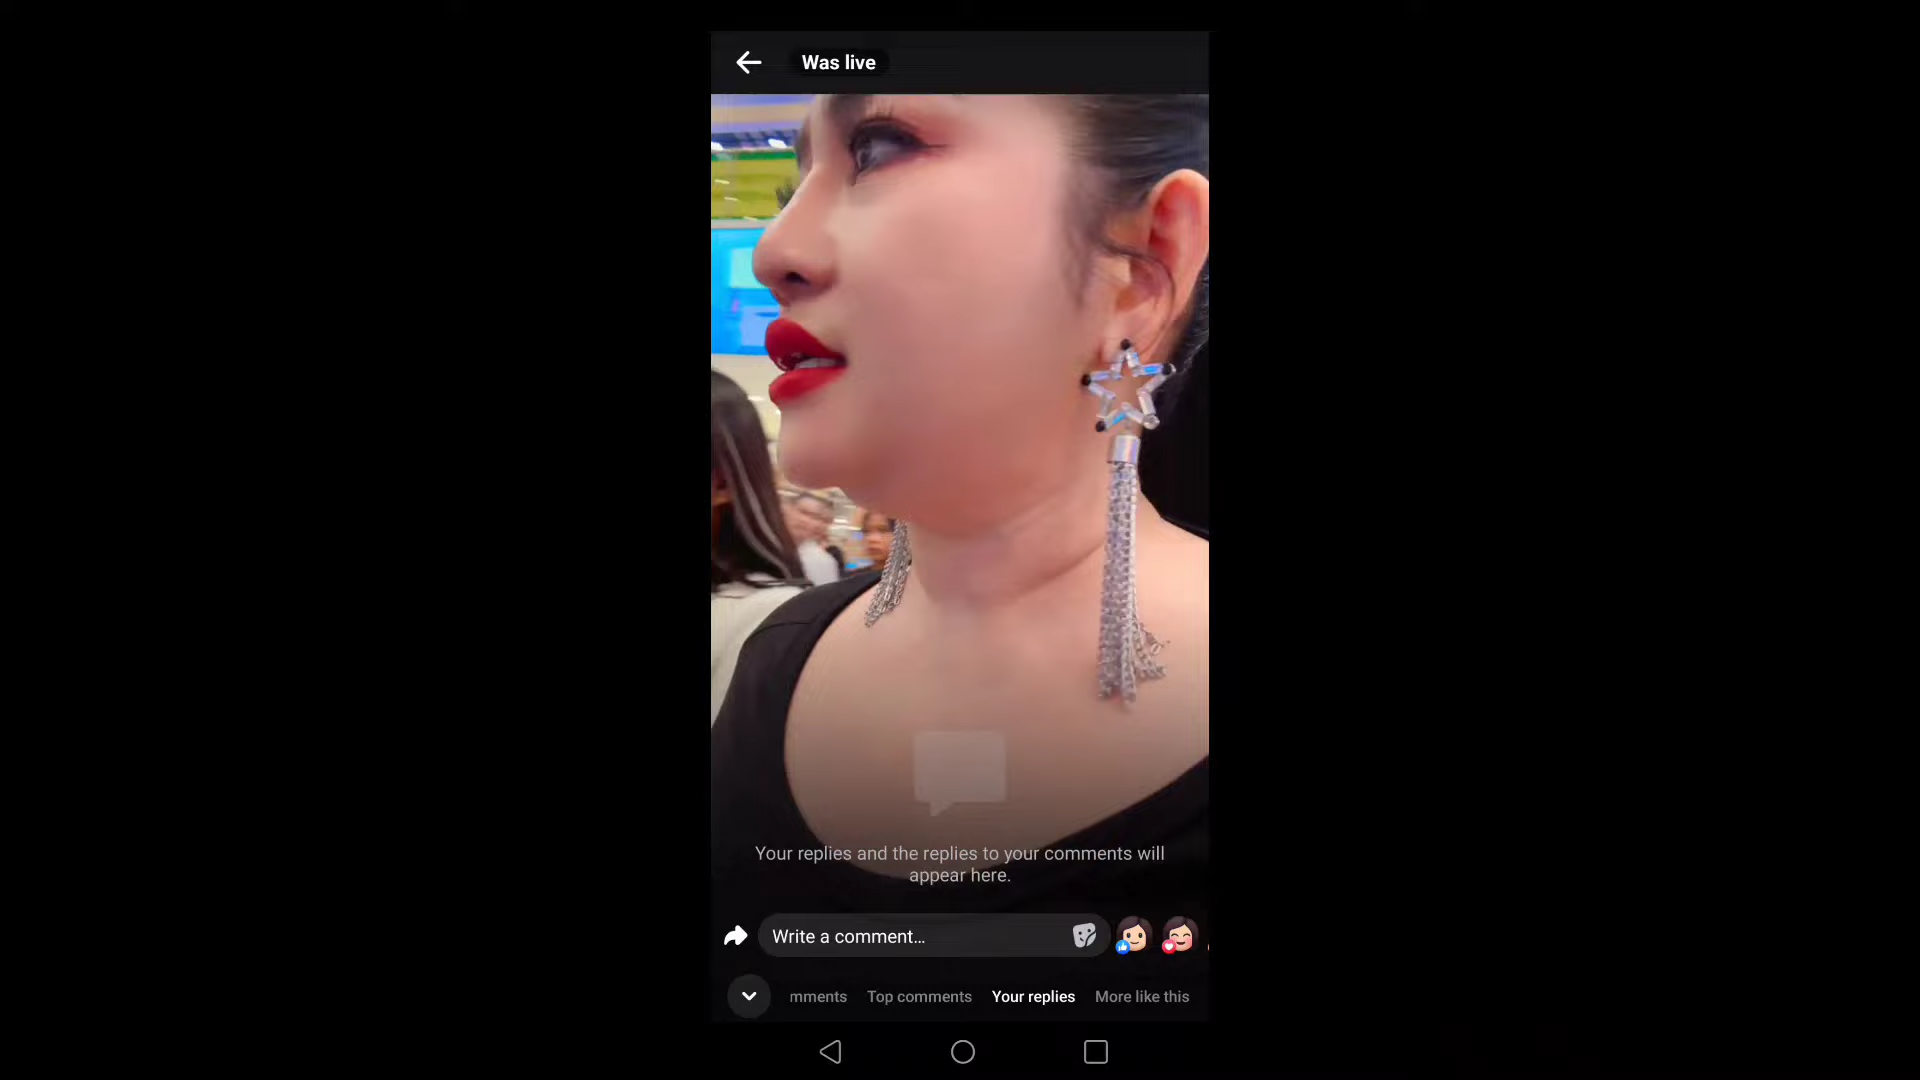 Was live
Your replies and the replies to your comments will
appear here.
Write a comment...
mments
Top comments
Your replies
More like this